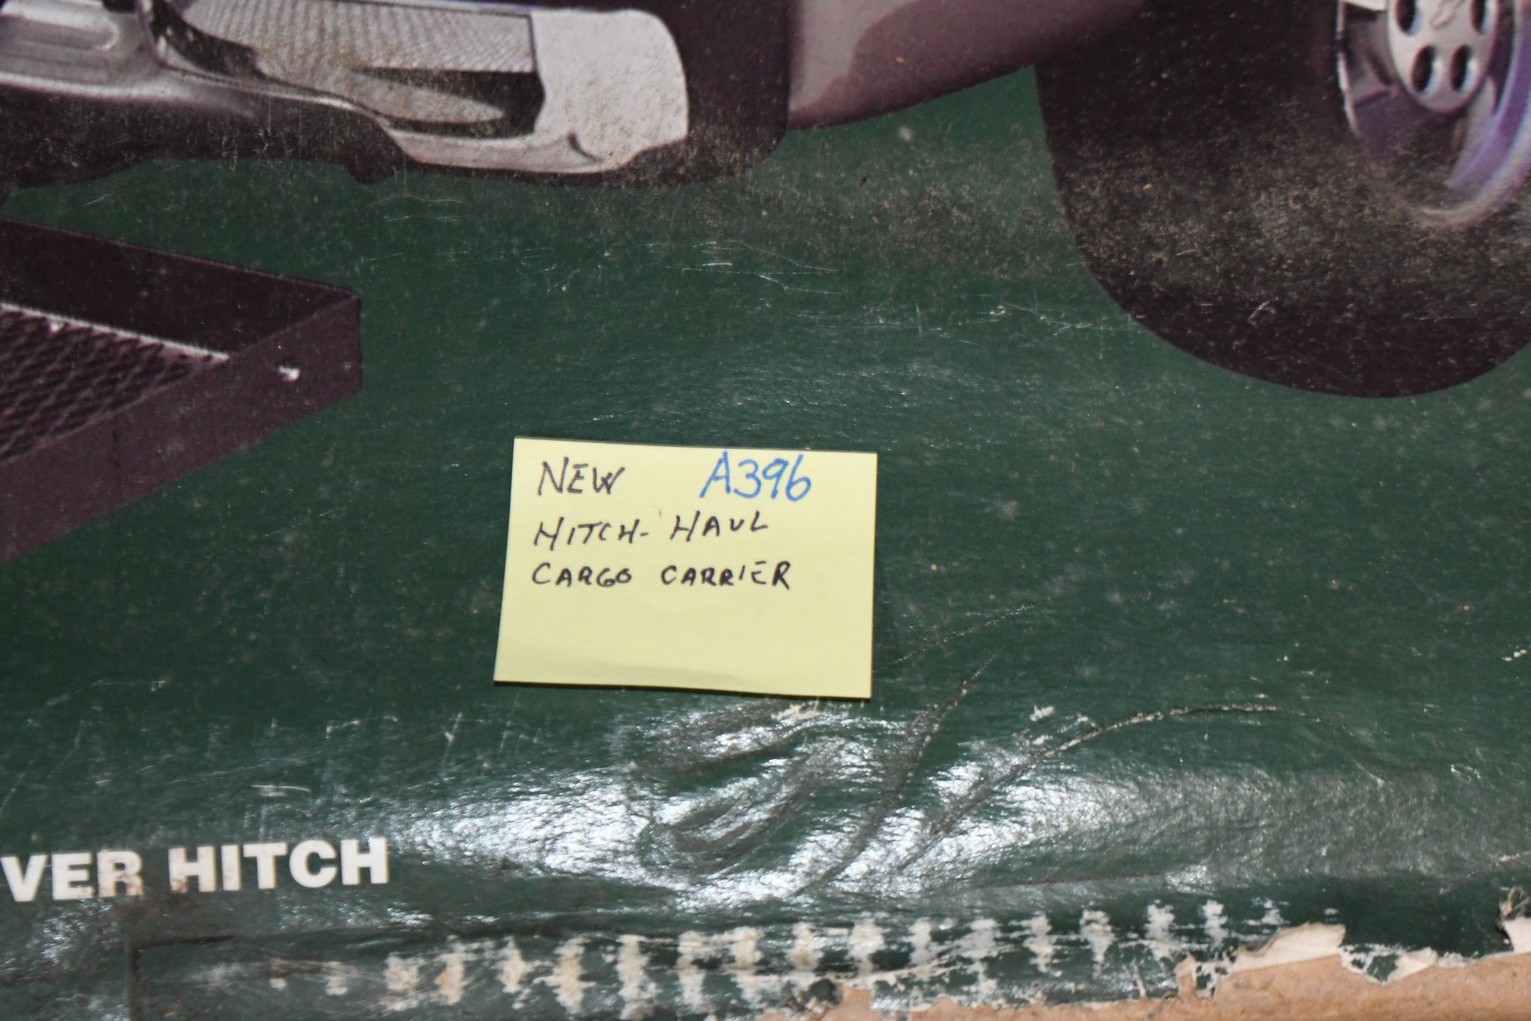 NEW A396
HITCH-HAUL
CARGO CARRIER
VER HITCH